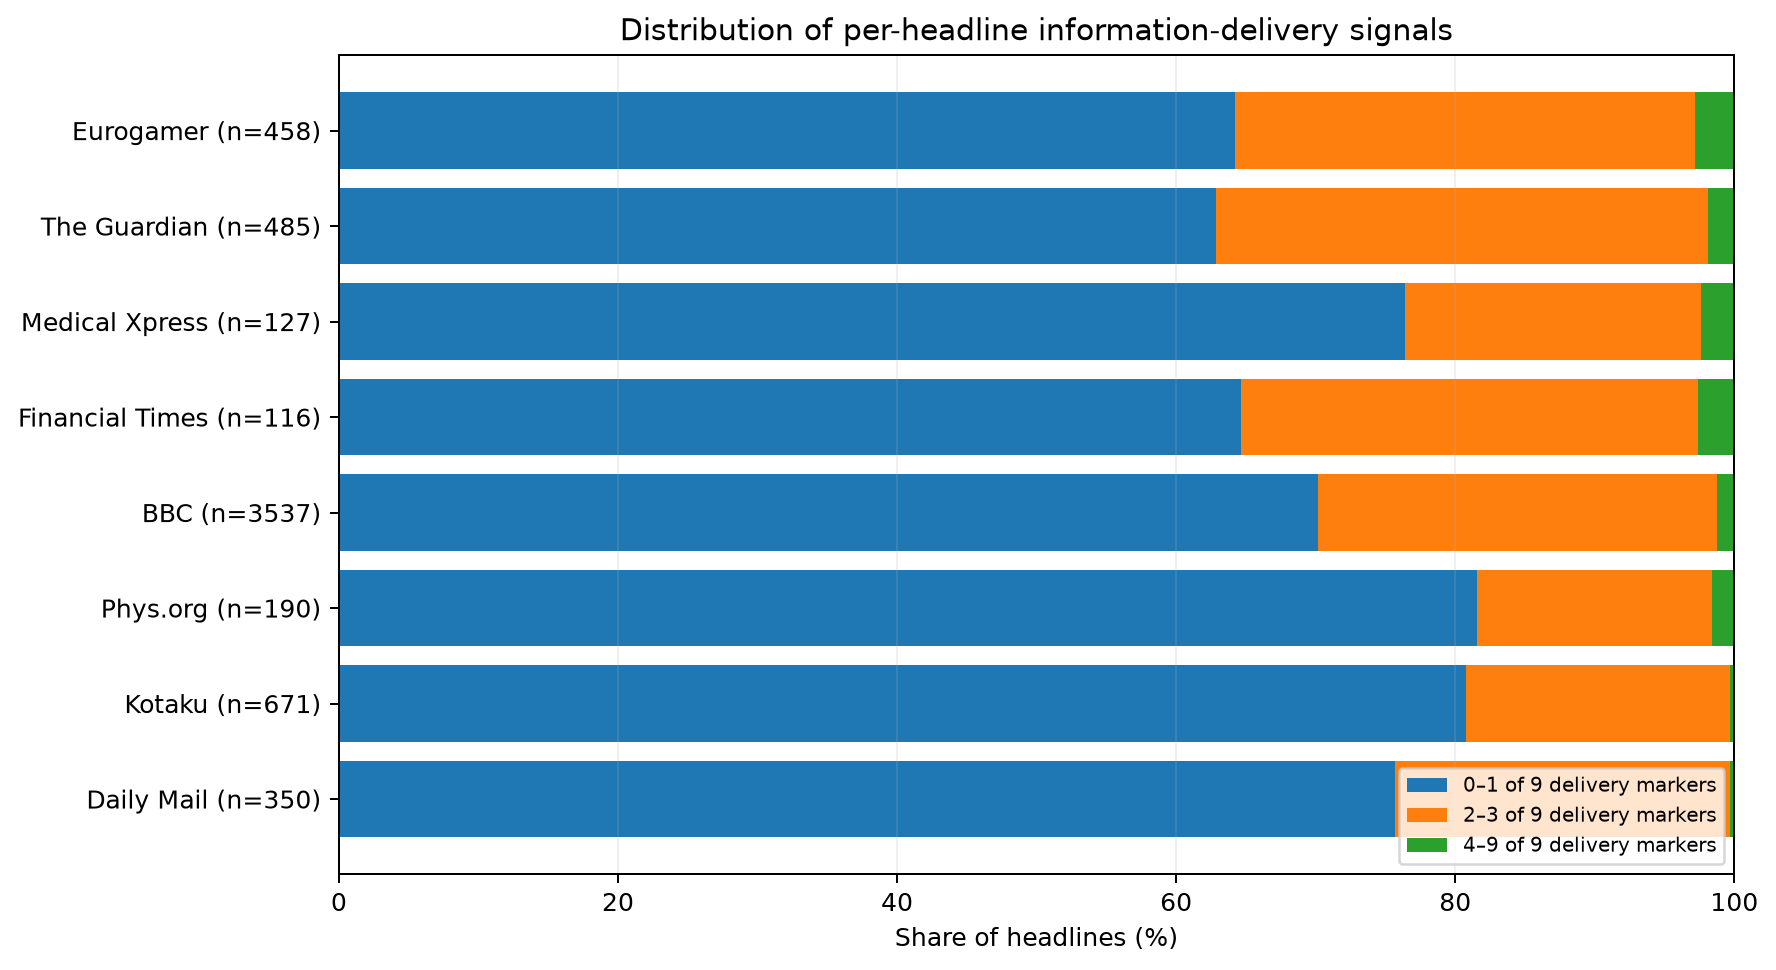 Distribution of per-headline information-delivery signals
Eurogamer (n=458)
The Guardian (n=485)
Medical Xpress (n=127)
Financial Times (n=116)
BBC (n=3537)
Phys.org (n=190)
Kotaku (n=671)
Daily Mail (n=350)
0–1 of 9 delivery markers
2–3 of 9 delivery markers
4–9 of 9 delivery markers
0 20 40 60 80 100
Share of headlines (%)